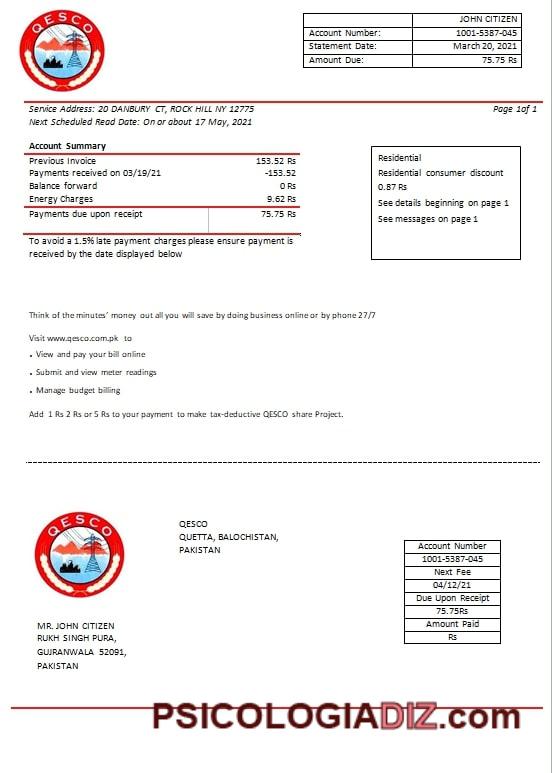 QESCO
JOHN CITIZEN
Account Number: 1001-5387-045
Statement Date: March 20, 2021
Amount Due: 75.75 Rs
Service Address: 20 DANBURY CT, ROCK HILL NY 12775 Page 1of 1
Next Scheduled Read Date: On or about 17 May, 2021
Account Summary
Previous Invoice 153.52 Rs
Payments received on 03/19/21 -153.52
Balance forward 0 Rs
Energy Charges 9.62 Rs
Payments due upon receipt 75.75 Rs
To avoid a 1.5% late payment charges please ensure payment is
received by the date displayed below
Residential
Residential consumer discount
0.87 Rs
See details beginning on page 1
See messages on page 1
Think of the minutes’ money out all you will save by doing business online or by phone 27/7
Visit www.qesco.com.pk to
. View and pay your bill online
. Submit and view meter readings
. Manage budget billing
Add 1 Rs 2 Rs or 5 Rs to your payment to make tax-deductive QESCO share Project.
QESCO
QESCO
QUETTA, BALOCHISTAN,
PAKISTAN
Account Number
1001-5387-045
Next Fee
04/12/21
Due Upon Receipt
75.75Rs
Amount Paid
Rs
MR. JOHN CITIZEN
RUKH SINGH PURA,
GUJRANWALA 52091,
PAKISTAN
PSICOLOGIADIZ.com